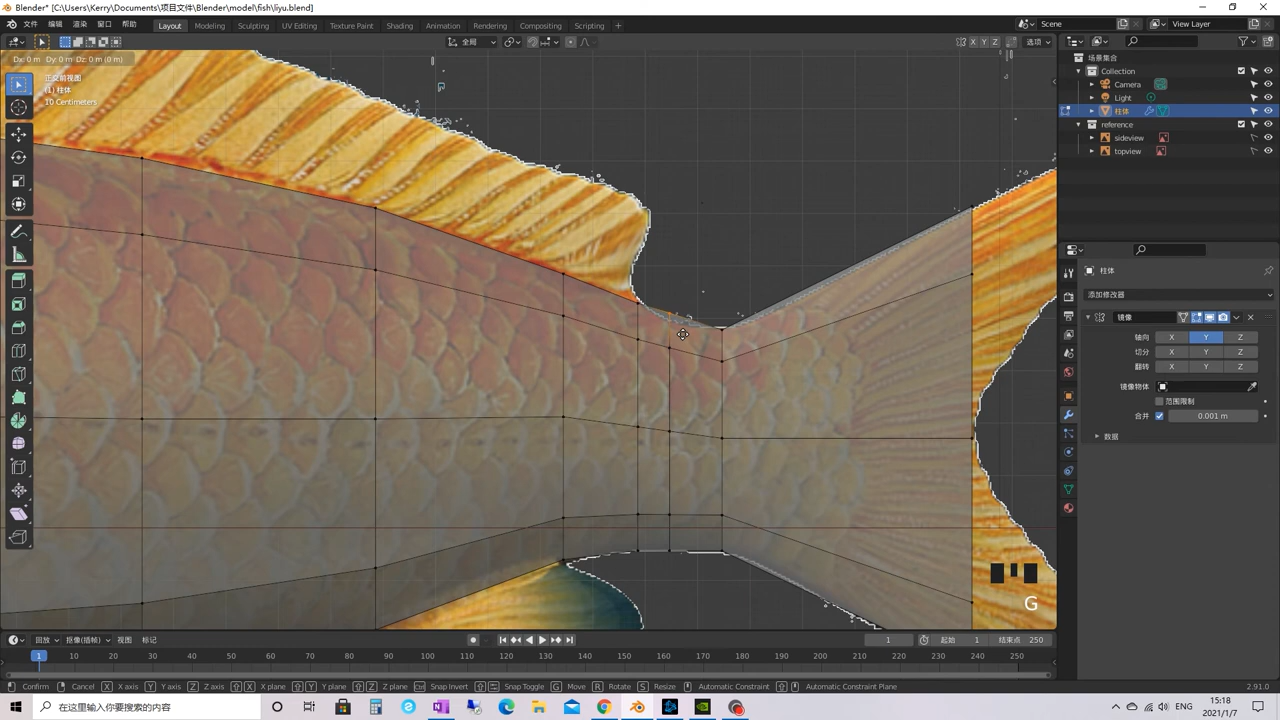 Blender* [C:\Users\Kerry\Documents\项目文件\Blender\model\fish\liyu.blend]
文件 编辑 渲染 窗口 帮助 Layout Modeling Sculpting UV Editing Texture Paint Shading Animation Rendering Compositing Scripting + Scene View Layer
全局 X Y Z 选项
Dx: 0 m Dy: 0 m Dz: 0 m (0 m)
正交前视图
(1) 柱体
10 Centimeters
场景集合
Collection
Camera
Light
柱体
reference
sideview
topview
柱体
添加修改器
镜像
轴向 X Y Z
切分 X Y Z
翻转 X Y Z
镜像物体
范围限制
合并 0.001 m
数据
G
回放 抠像(插帧) 视图 标记 1 起始 1 结束点 250
1 10 20 30 40 50 60 70 80 90 100 110 120 130 140 150 160 170 180 190 200 210 220 230 240 250
Confirm Cancel X X axis Y Y axis Z Z axis X X plane Y Y plane Z Z plane Snap Invert Snap Toggle G Move R Rotate S Resize Automatic Constraint Automatic Constraint Plane 2.91.0
在这里输入你要搜索的内容 ENG 15:18
2021/1/7